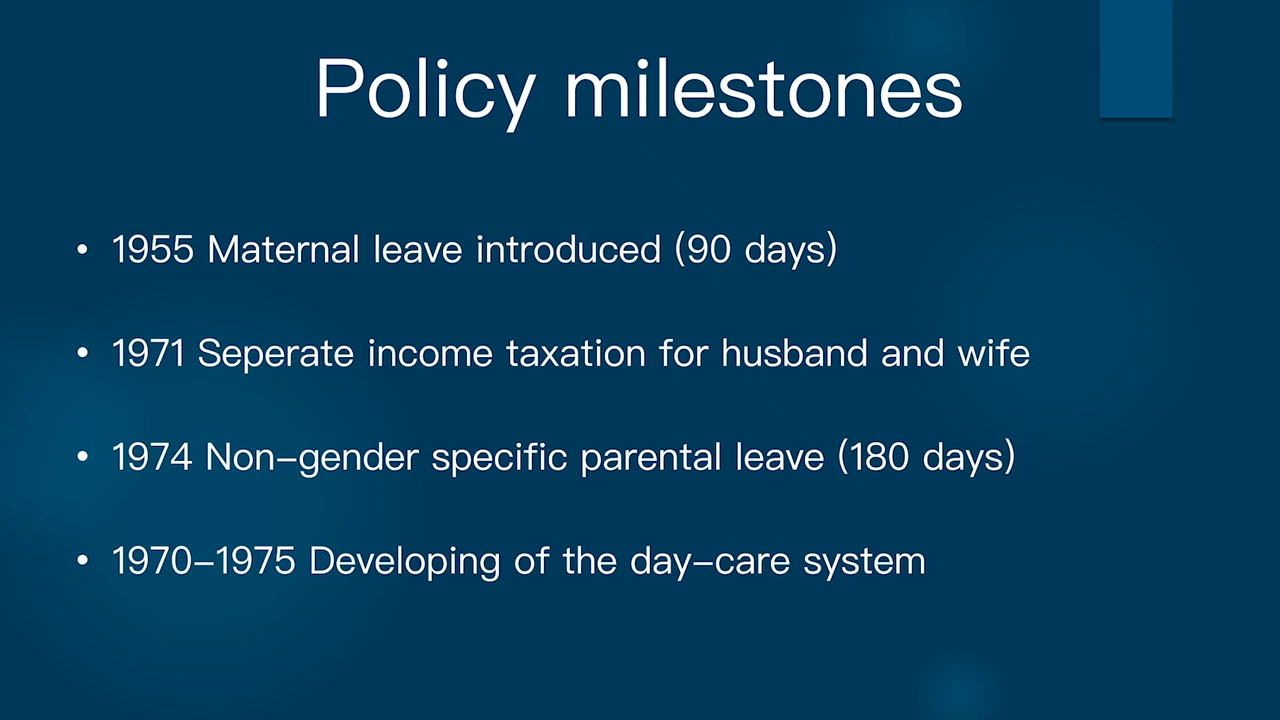 Policy milestones
• 1955 Maternal leave introduced (90 days)
• 1971 Seperate income taxation for husband and wife
• 1974 Non–gender specific parental leave (180 days)
• 1970–1975 Developing of the day–care system